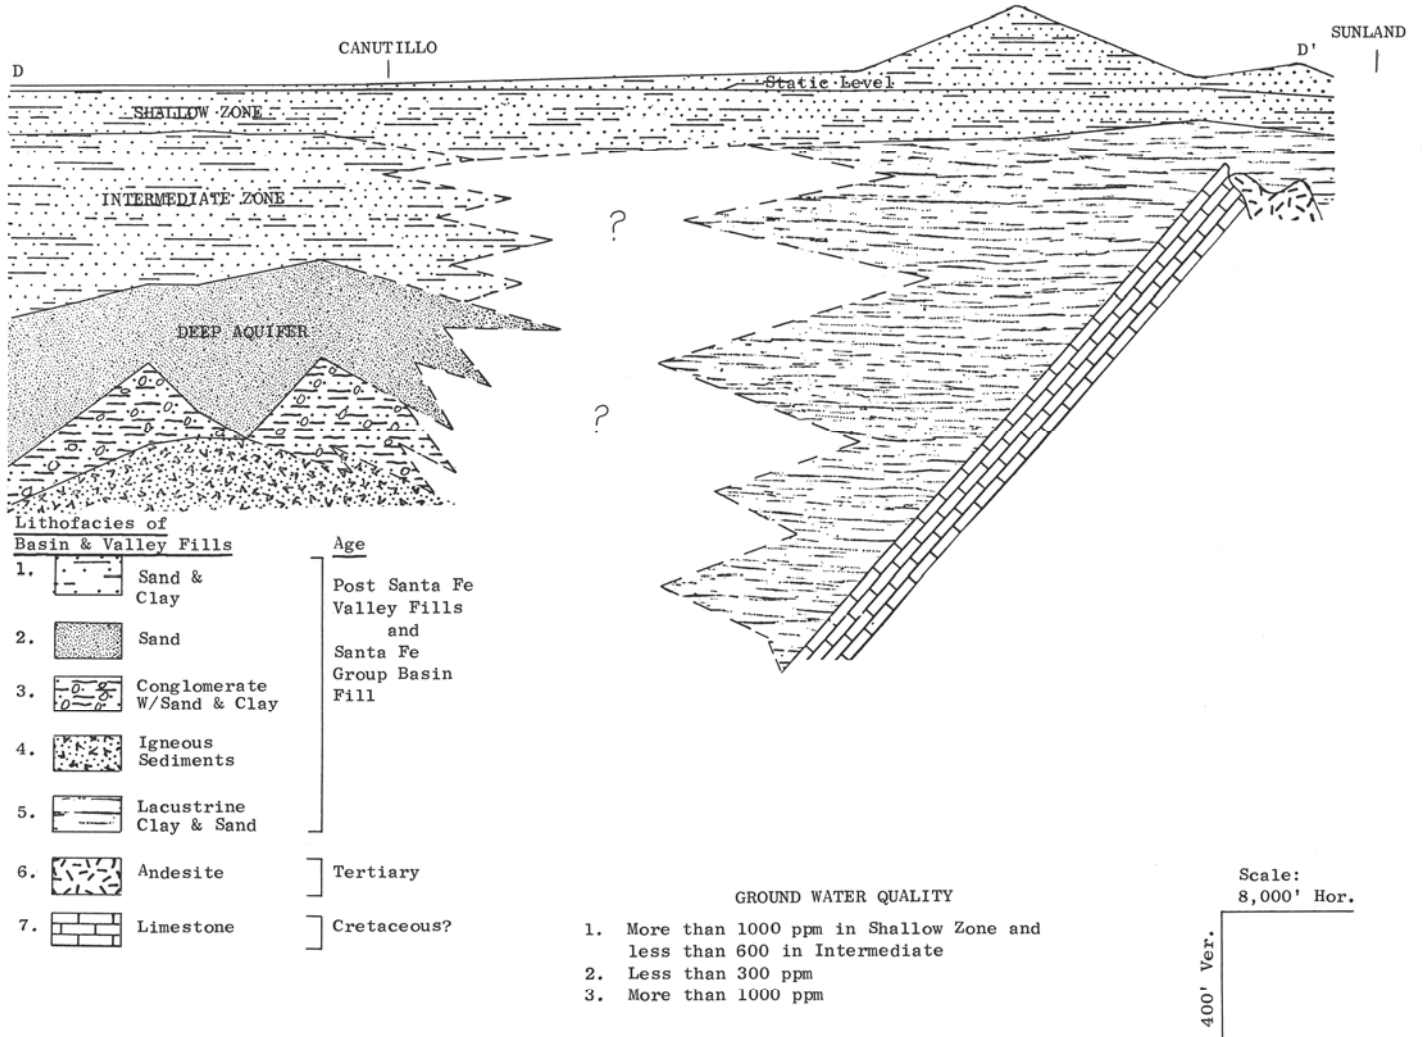 SUNLAND
CANUTILLO
D'
D
Static Level
SHALLOW ZONE
INTERMEDIATE ZONE
?
DEEP AQUIFER
?
Lithofacies of
Basin & Valley Fills
Age
1. Sand &
Clay
2. Sand
3. Conglomerate
W/Sand & Clay
4. Igneous
Sediments
5. Lacustrine
Clay & Sand
Post Santa Fe
Valley Fills
and
Santa Fe
Group Basin
Fill
6. Andesite
Tertiary
7. Limestone
Cretaceous?
GROUND WATER QUALITY
1. More than 1000 ppm in Shallow Zone and
less than 600 in Intermediate
2. Less than 300 ppm
3. More than 1000 ppm
Scale:
8,000' Hor.
400' Ver.